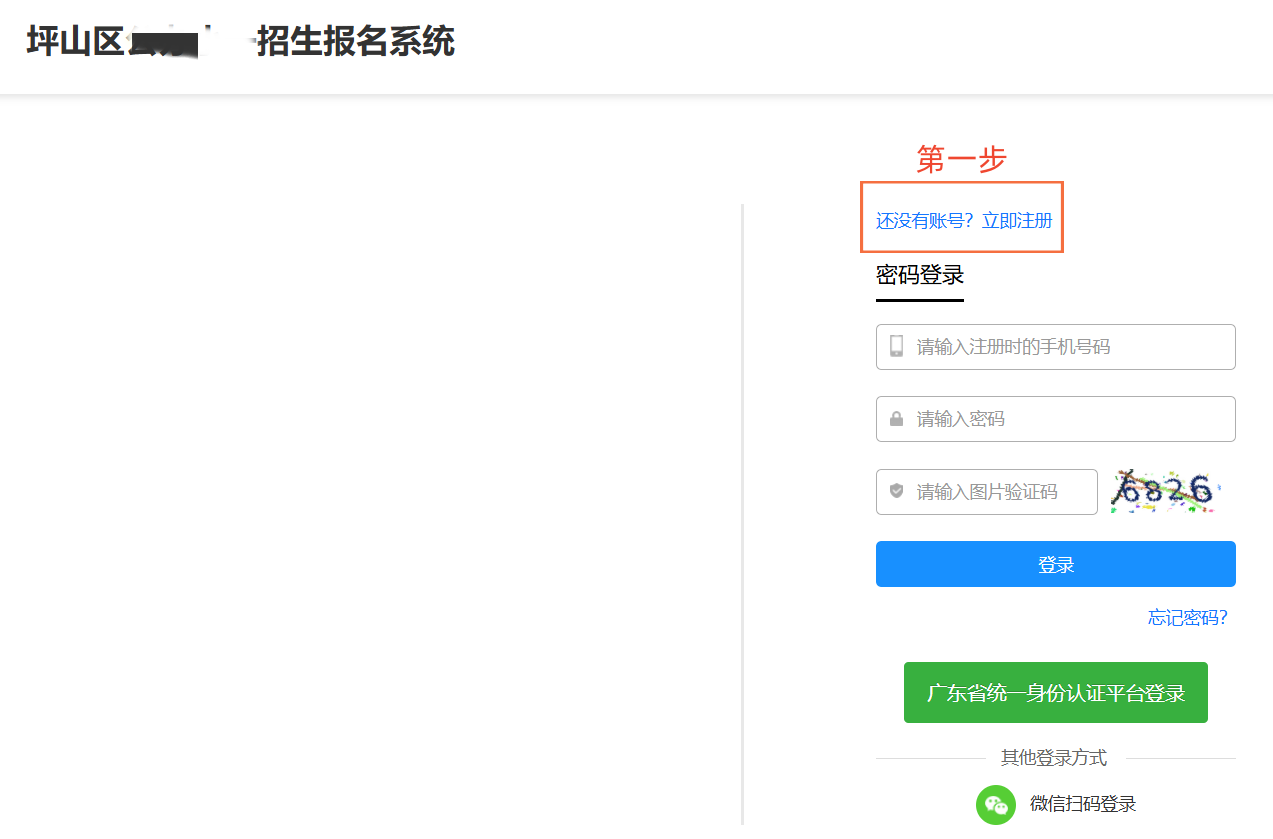 坪山区 招生报名系统
第一步
还没有账号？立即注册
密码登录
请输入注册时的手机号码
请输入密码
请输入图片验证码 6826
登录
忘记密码？
广东省统一身份认证平台登录
其他登录方式
微信扫码登录